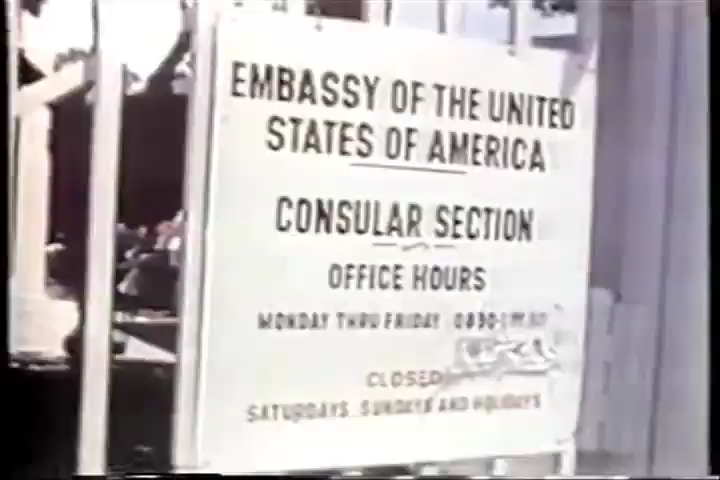 EMBASSY OF THE UNITED
STATES OF AMERICA
CONSULAR SECTION
OFFICE HOURS
MONDAY THRU FRIDAY 0830-
CLOSED
SATURDAYS, SUNDAYS AND HOLIDAYS